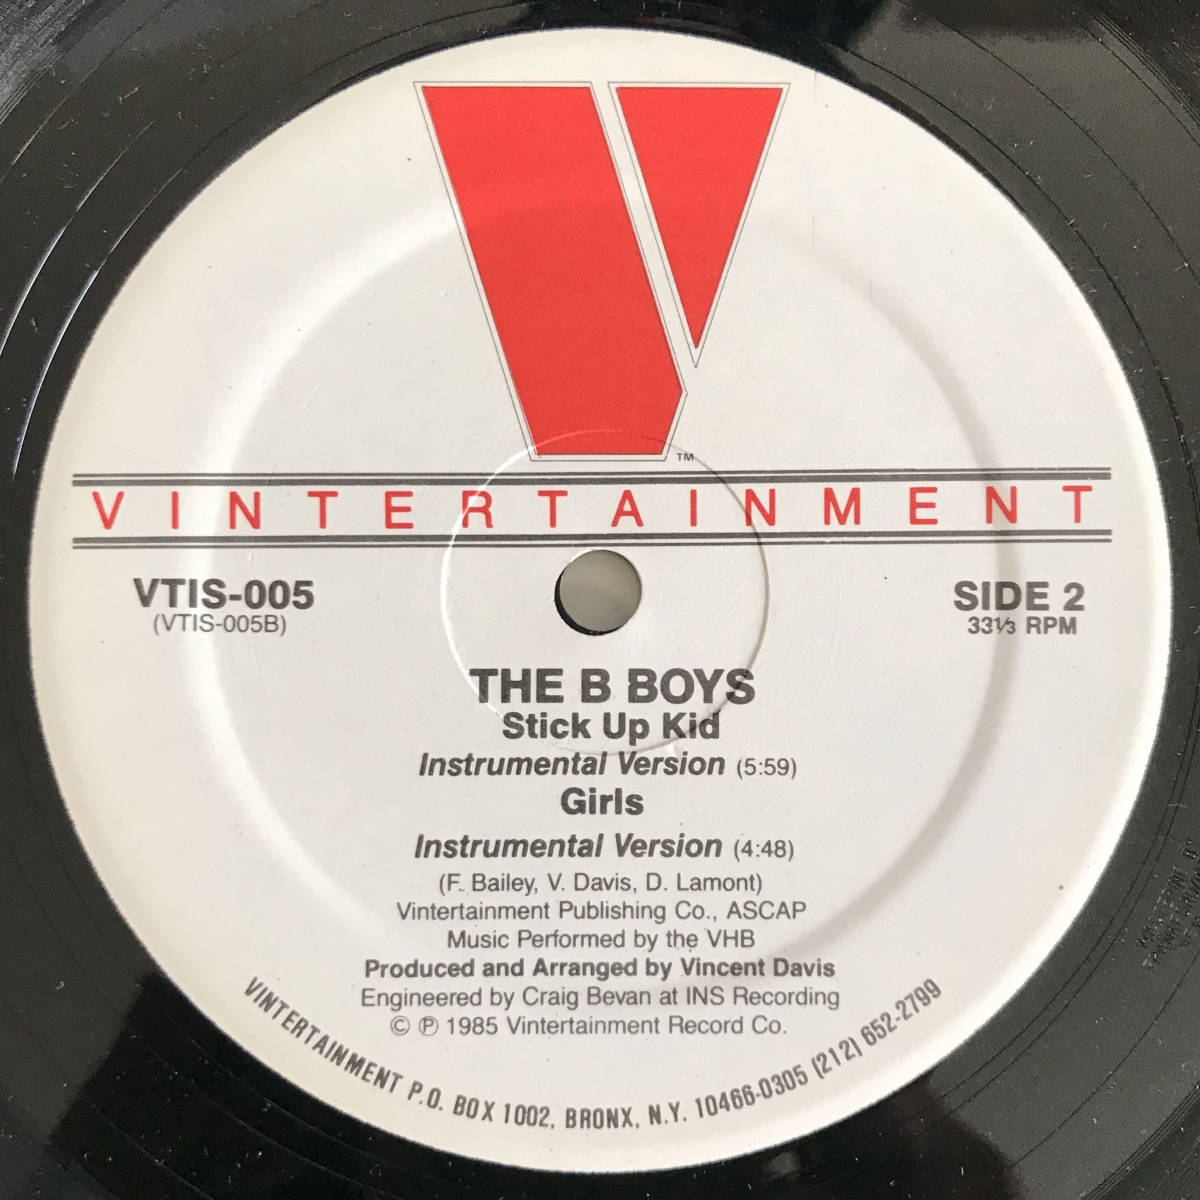 TM
VINTERTAINMENT
VTIS-005
(VTIS-005B)
SIDE 2
33⅓ RPM
THE B BOYS
Stick Up Kid
Instrumental Version (5:59)
Girls
Instrumental Version (4:48)
(F. Bailey, V. Davis, D. Lamont)
Vintertainment Publishing Co., ASCAP
Music Performed by the VHB
Produced and Arranged by Vincent Davis
Engineered by Craig Bevan at INS Recording
© ℗ 1985 Vintertainment Record Co.
VINTERTAINMENT P.O. BOX 1002, BRONX, N.Y. 10466-0305 (212) 652-2799